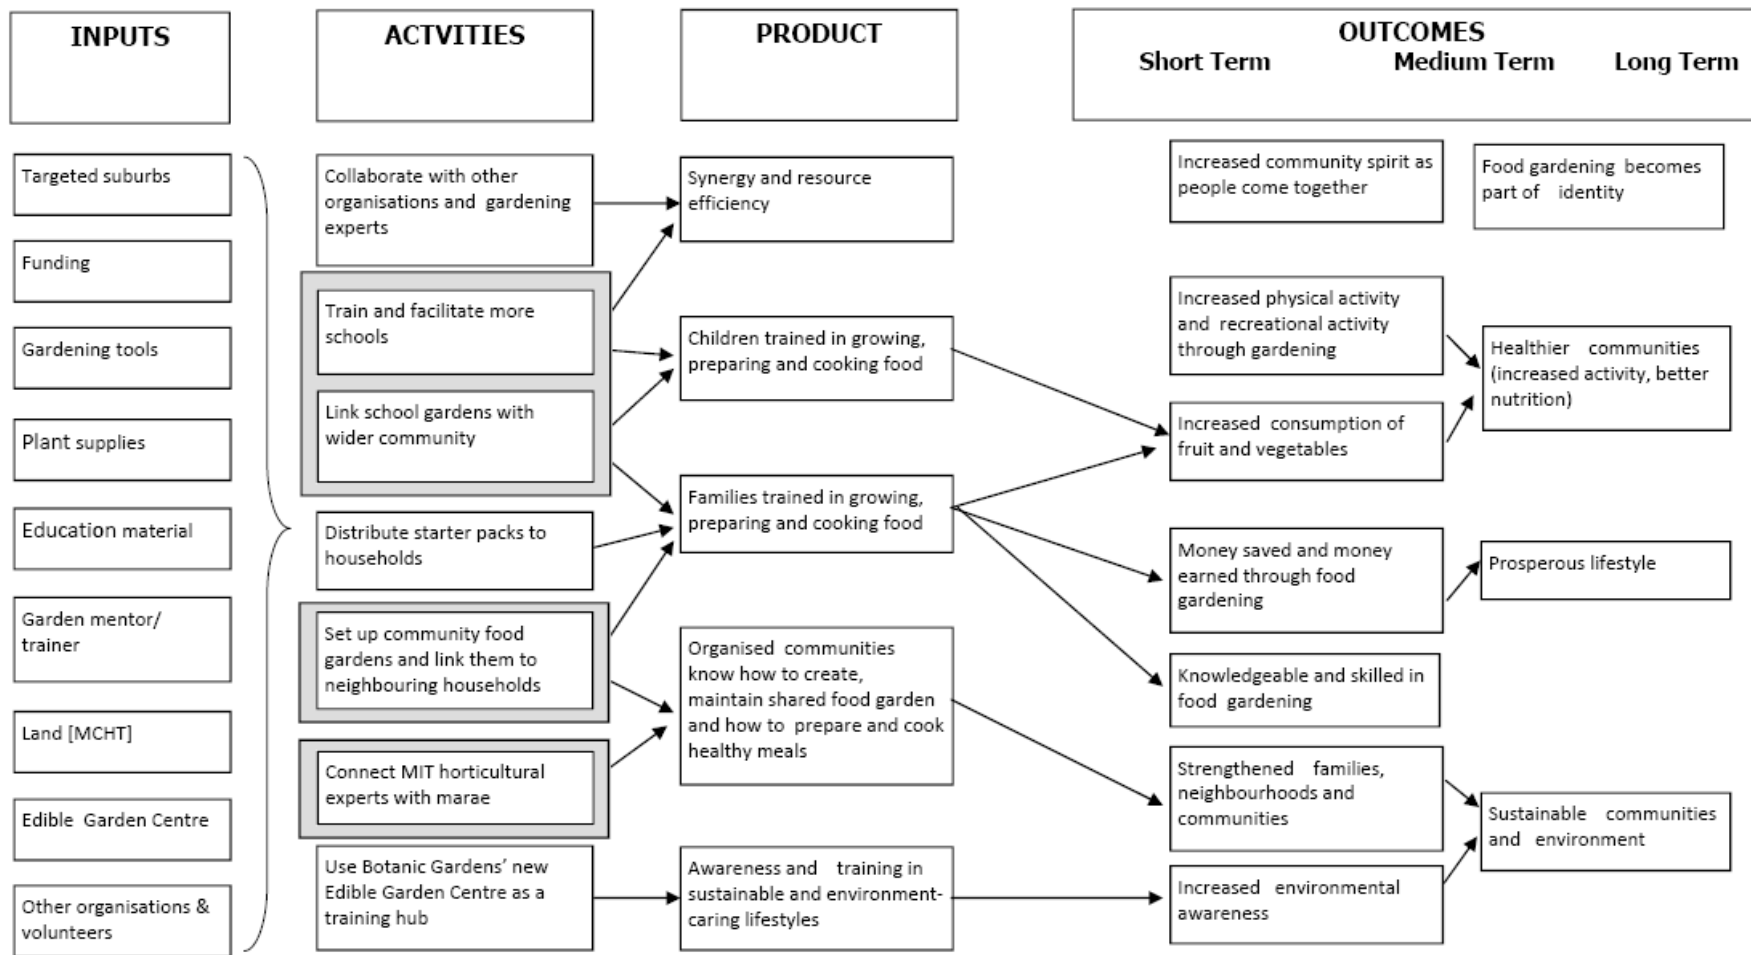 INPUTS
ACTVITIES
PRODUCT
OUTCOMES
Short Term
Medium Term
Long Term
Targeted suburbs
Funding
Gardening tools
Plant supplies
Education material
Garden mentor/
trainer
Land [MCHT]
Edible Garden Centre
Other organisations &
volunteers
Collaborate with other
organisations and gardening
experts
Train and facilitate more
schools
Link school gardens with
wider community
Distribute starter packs to
households
Set up community food
gardens and link them to
neighbouring households
Connect MIT horticultural
experts with marae
Use Botanic Gardens' new
Edible Garden Centre as a
training hub
Synergy and resource
efficiency
Children trained in growing,
preparing and cooking food
Families trained in growing,
preparing and cooking food
Organised communities
know how to create,
maintain shared food garden
and how to prepare and cook
healthy meals
Awareness and training in
sustainable and environment-
caring lifestyles
Increased community spirit as
people come together
Increased physical activity
and recreational activity
through gardening
Increased consumption of
fruit and vegetables
Money saved and money
earned through food
gardening
Knowledgeable and skilled in
food gardening
Strengthened families,
neighbourhoods and
communities
Increased environmental
awareness
Food gardening becomes
part of identity
Healthier communities
(increased activity, better
nutrition)
Prosperous lifestyle
Sustainable communities
and environment